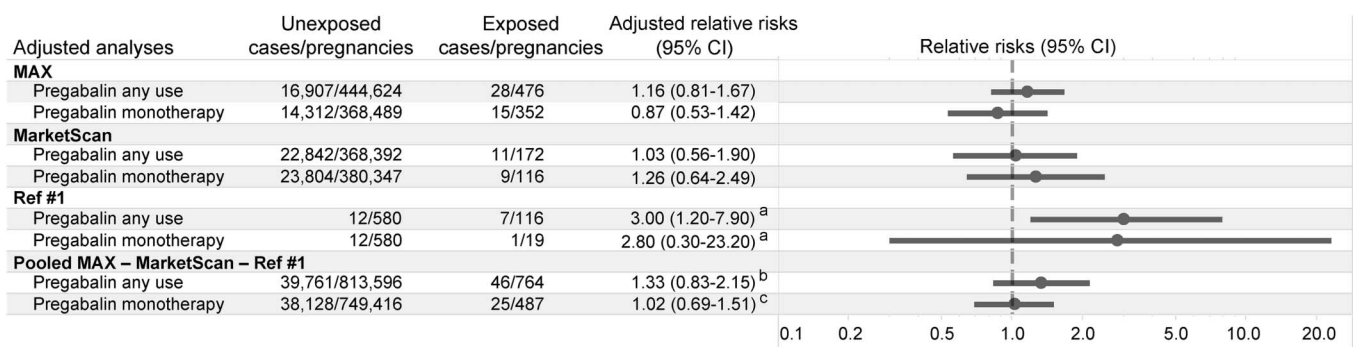 Adjusted analyses Unexposed cases/pregnancies Exposed cases/pregnancies Adjusted relative risks (95% CI) Relative risks (95% CI)
MAX
Pregabalin any use 16,907/444,624 28/476 1.16 (0.81-1.67)
Pregabalin monotherapy 14,312/368,489 15/352 0.87 (0.53-1.42)
MarketScan
Pregabalin any use 22,842/368,392 11/172 1.03 (0.56-1.90)
Pregabalin monotherapy 23,804/380,347 9/116 1.26 (0.64-2.49)
Ref #1
Pregabalin any use 12/580 7/116 3.00 (1.20-7.90) a
Pregabalin monotherapy 12/580 1/19 2.80 (0.30-23.20) a
Pooled MAX – MarketScan – Ref #1
Pregabalin any use 39,761/813,596 46/764 1.33 (0.83-2.15) b
Pregabalin monotherapy 38,128/749,416 25/487 1.02 (0.69-1.51) c
0.1 0.2 0.5 1.0 2.0 5.0 10.0 20.0